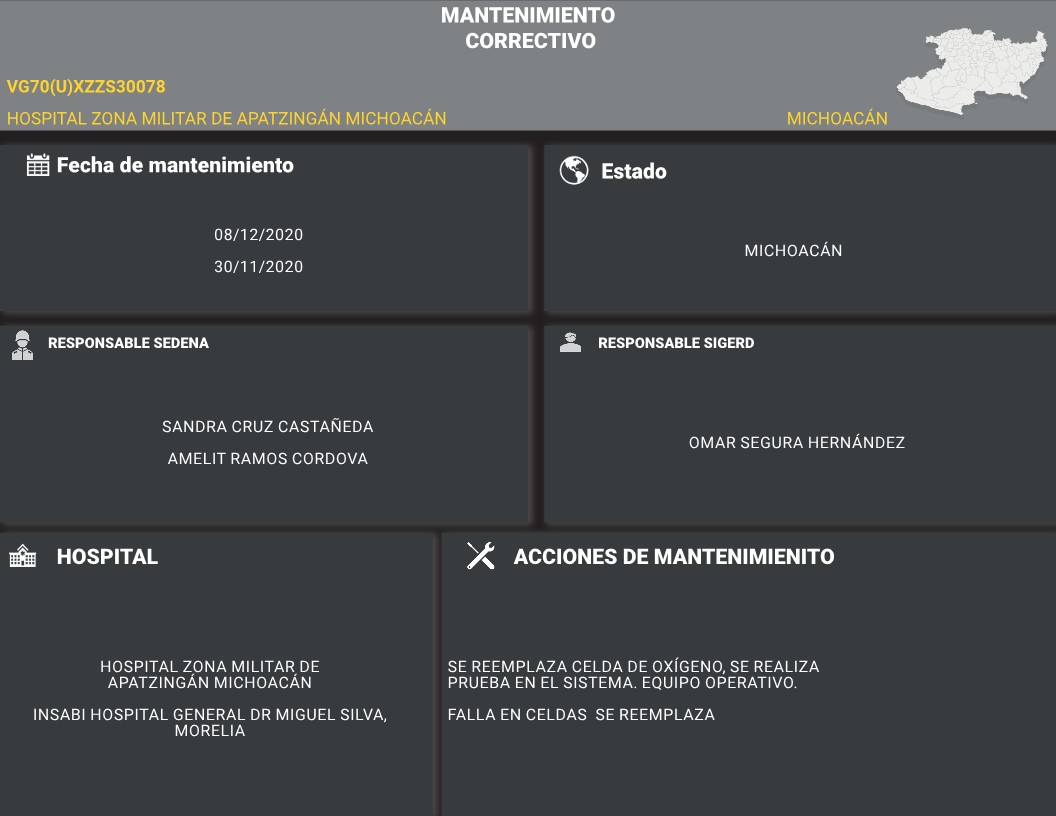 MANTENIMIENTO
CORRECTIVO
VG70(U)XZZS30078
HOSPITAL ZONA MILITAR DE APATZINGÁN MICHOACÁN
MICHOACÁN
Fecha de mantenimiento
08/12/2020
30/11/2020
Estado
MICHOACÁN
RESPONSABLE SEDENA
SANDRA CRUZ CASTAÑEDA
AMELIT RAMOS CORDOVA
RESPONSABLE SIGERD
OMAR SEGURA HERNÁNDEZ
HOSPITAL
HOSPITAL ZONA MILITAR DE
APATZINGÁN MICHOACÁN
INSABI HOSPITAL GENERAL DR MIGUEL SILVA,
MORELIA
ACCIONES DE MANTENIMIENITO
SE REEMPLAZA CELDA DE OXÍGENO, SE REALIZA
PRUEBA EN EL SISTEMA. EQUIPO OPERATIVO.
FALLA EN CELDAS  SE REEMPLAZA